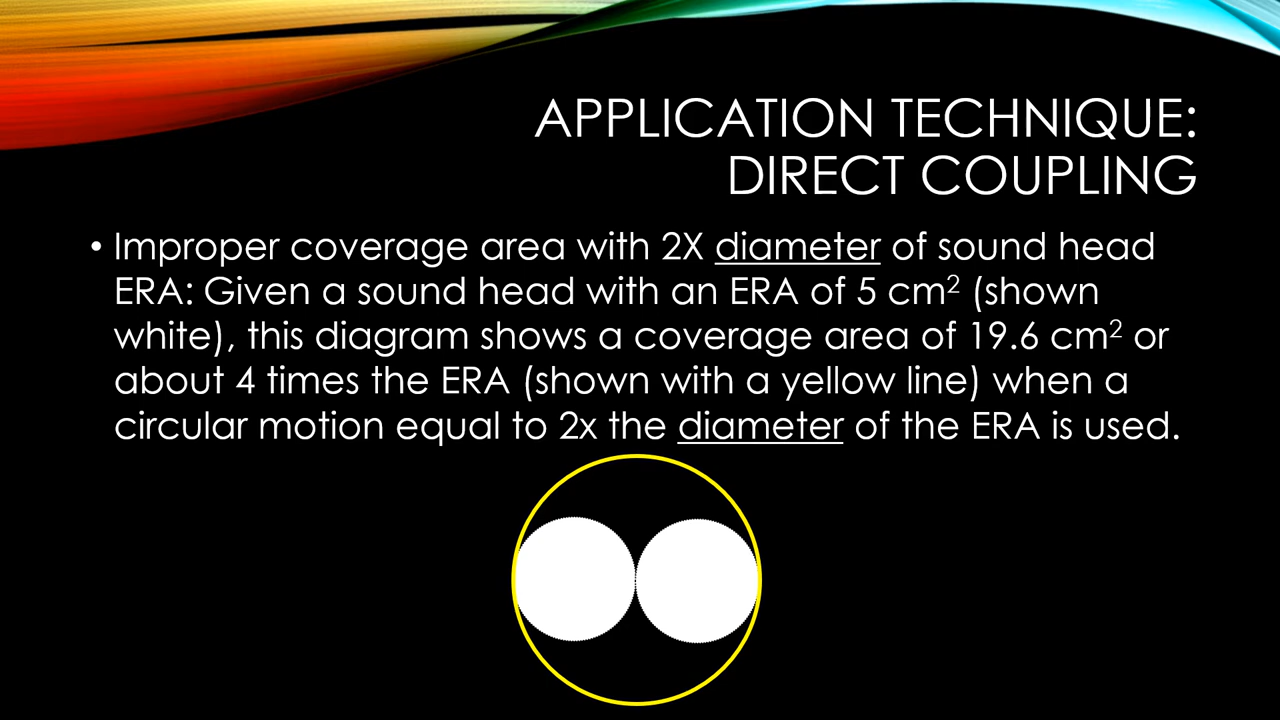 APPLICATION TECHNIQUE:
DIRECT COUPLING
• Improper coverage area with 2X diameter of sound head
ERA: Given a sound head with an ERA of 5 cm² (shown
white), this diagram shows a coverage area of 19.6 cm² or
about 4 times the ERA (shown with a yellow line) when a
circular motion equal to 2x the diameter of the ERA is used.